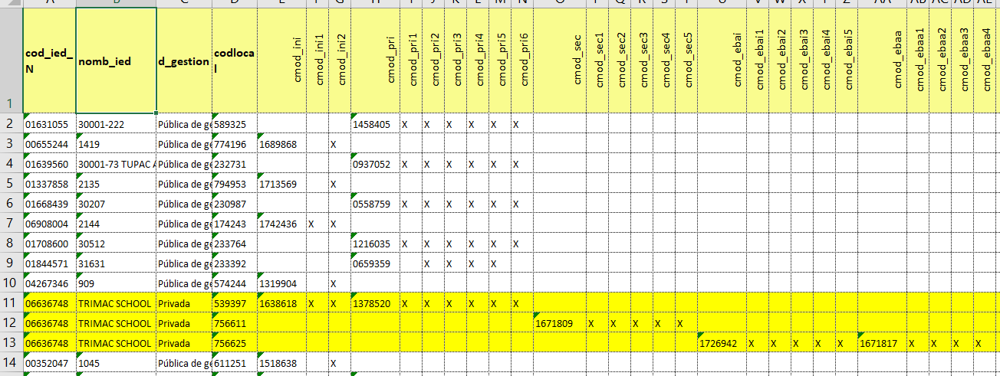 A B C D E F G H I J K L M N O P Q R S T U V W X Y Z AA AB AC AD AE
1 cod_ied_N nomb_ied d_gestion codlocal cmod_ini cmod_ini1 cmod_ini2 cmod_pri cmod_pri1 cmod_pri2 cmod_pri3 cmod_pri4 cmod_pri5 cmod_pri6 cmod_sec cmod_sec1 cmod_sec2 cmod_sec3 cmod_sec4 cmod_sec5 cmod_ebai cmod_ebai1 cmod_ebai2 cmod_ebai3 cmod_ebai4 cmod_ebai5 cmod_ebaa cmod_ebaa1 cmod_ebaa2 cmod_ebaa3 cmod_ebaa4
2 01631055 30001-222 Pública de ge 589325 1458405 X X X X X X
3 00655244 1419 Pública de ge 774196 1689868 X
4 01639560 30001-73 TUPAC A Pública de ge 232731 0937052 X X X X X X
5 01337858 2135 Pública de ge 794953 1713569 X
6 01668439 30207 Pública de ge 230987 0558759 X X X X X X
7 06908004 2144 Pública de ge 174243 1742436 X X
8 01708600 30512 Pública de ge 233764 1216035 X X X X X X
9 01844571 31631 Pública de ge 233392 0659359 X X X X
10 04267346 909 Pública de ge 574244 1319904 X
11 06636748 TRIMAC SCHOOL Privada 539397 1638618 X X 1378520 X X X X X X
12 06636748 TRIMAC SCHOOL Privada 756611 1671809 X X X X X
13 06636748 TRIMAC SCHOOL Privada 756625 1726942 X X X X X 1671817 X X X X
14 00352047 1045 Pública de ge 611251 1518638 X